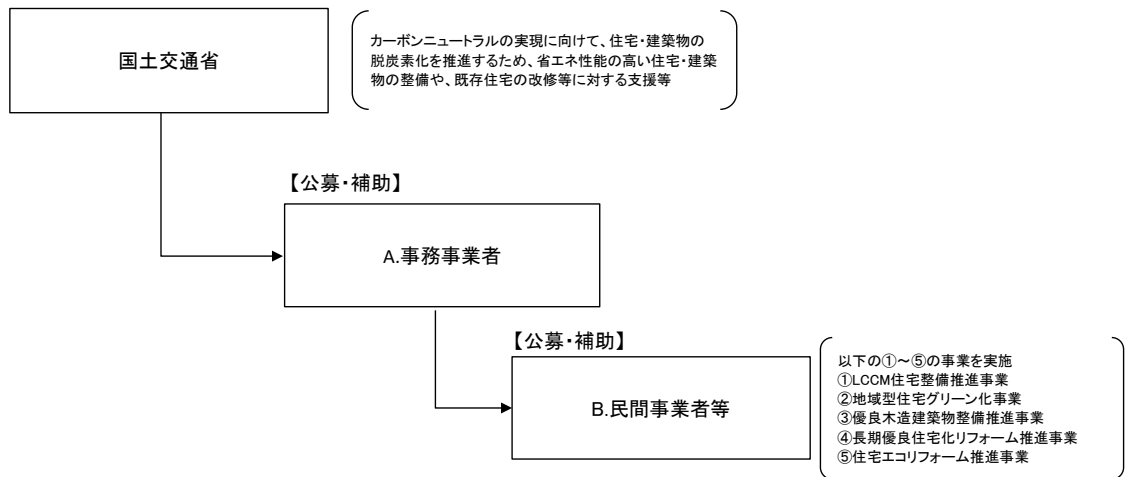 国土交通省
カーボンニュートラルの実現に向けて、住宅・建築物の
脱炭素化を推進するため、省エネ性能の高い住宅・建築
物の整備や、既存住宅の改修等に対する支援等
【公募・補助】
A.事務事業者
【公募・補助】
B.民間事業者等
以下の①～⑤の事業を実施
①LCCM住宅整備推進事業
②地域型住宅グリーン化事業
③優良木造建築物整備推進事業
④長期優良住宅化リフォーム推進事業
⑤住宅エコリフォーム推進事業